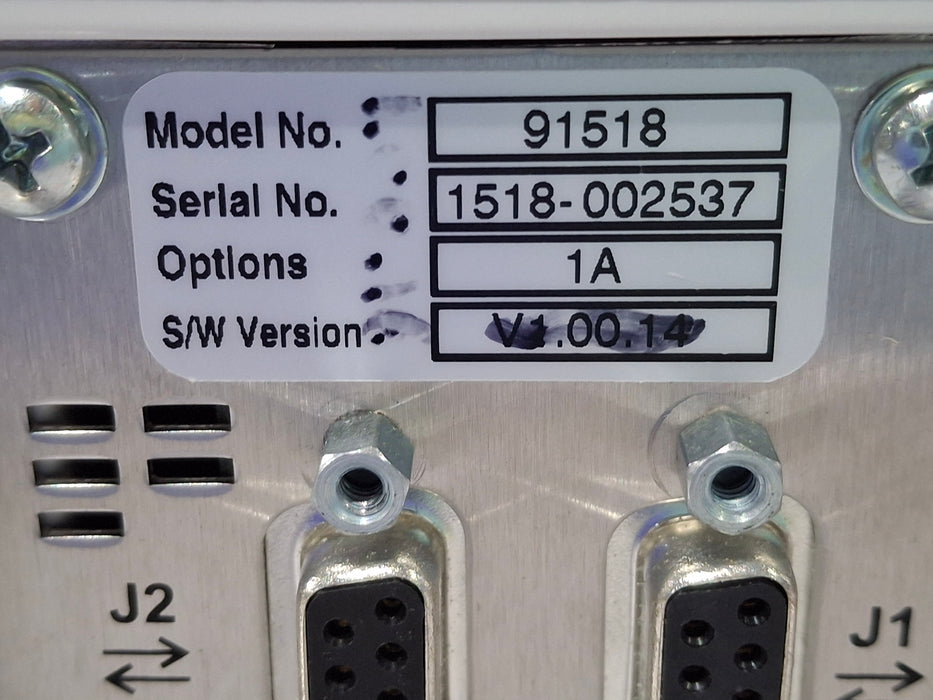 Model No. : 91518
Serial No. : 1518-002537
Options : 1A
S/W Version : V1.00.14
J2
J1